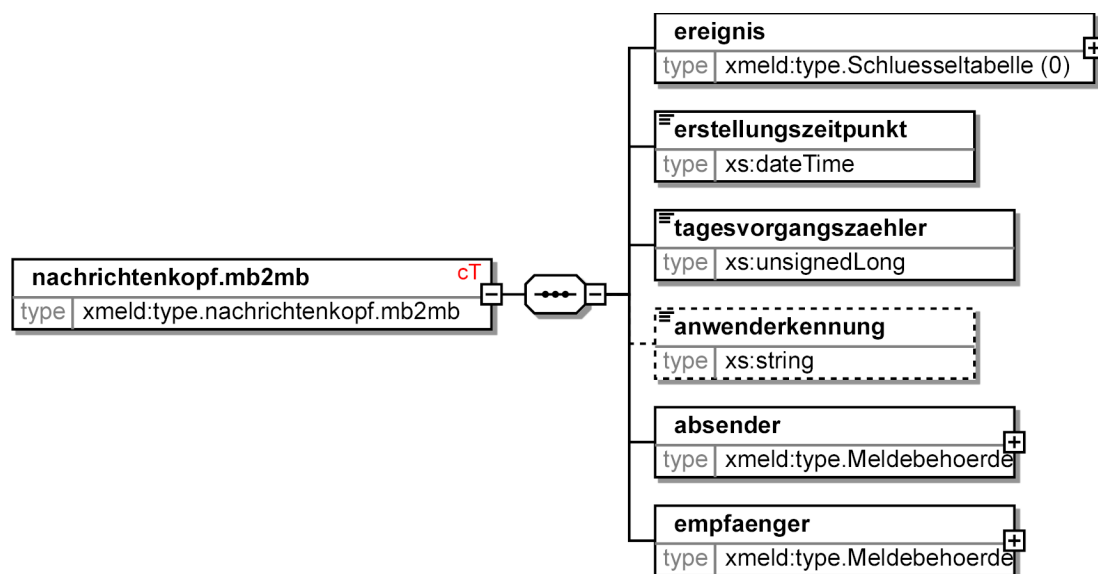 ereignis
type xmeld:type.Schluesseltabelle (0)
erstellungszeitpunkt
type xs:dateTime
tagesvorgangszaehler
type xs:unsignedLong
nachrichtenkopf.mb2mb cT
type xmeld:type.nachrichtenkopf.mb2mb
anwenderkennung
type xs:string
absender
type xmeld:type.Meldebehoerde
empfaenger
type xmeld:type.Meldebehoerde